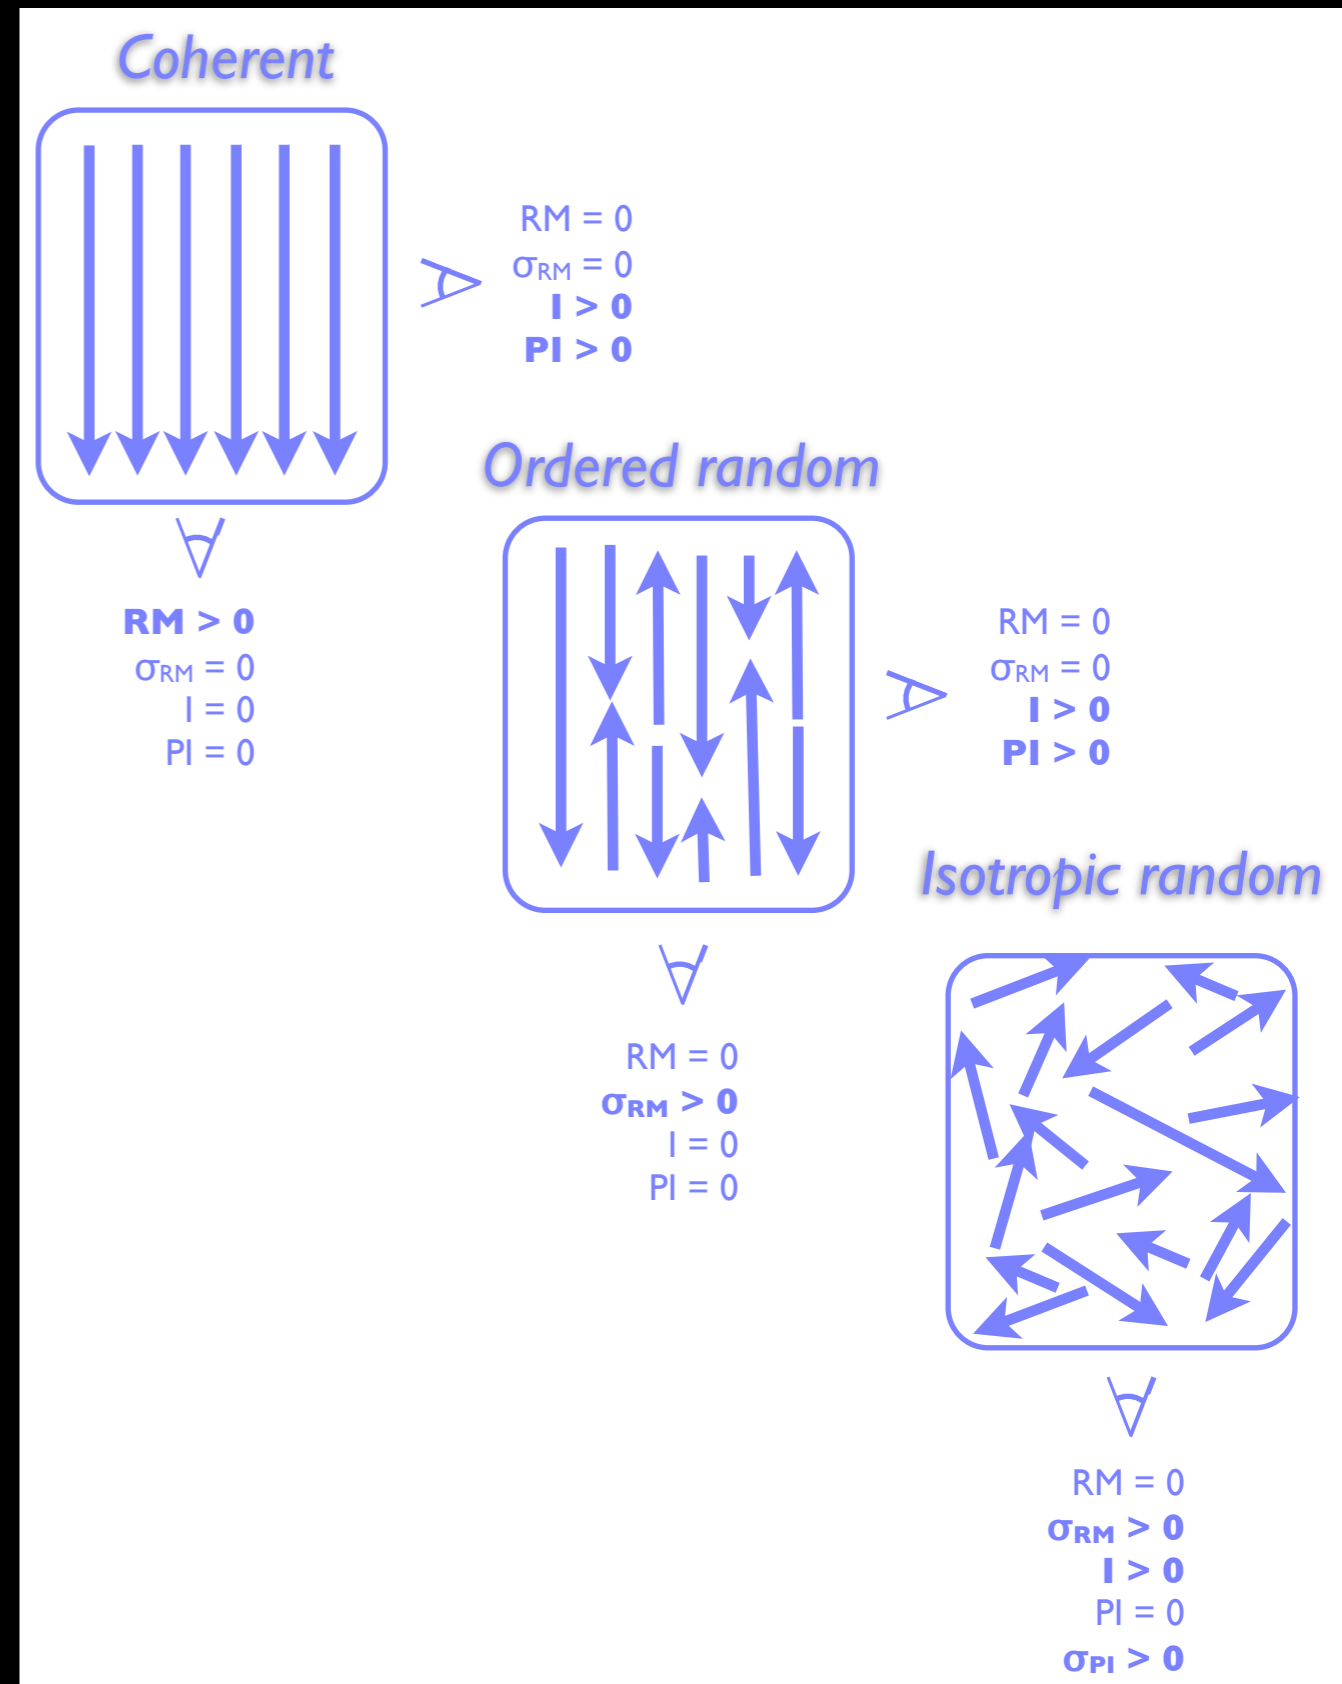 Coherent
RM = 0
σRM = 0
I > 0
PI > 0
RM > 0
σRM = 0
I = 0
PI = 0
Ordered random
RM = 0
σRM = 0
I > 0
PI > 0
RM = 0
σRM > 0
I = 0
PI = 0
Isotropic random
RM = 0
σRM > 0
I > 0
PI = 0
σPI > 0